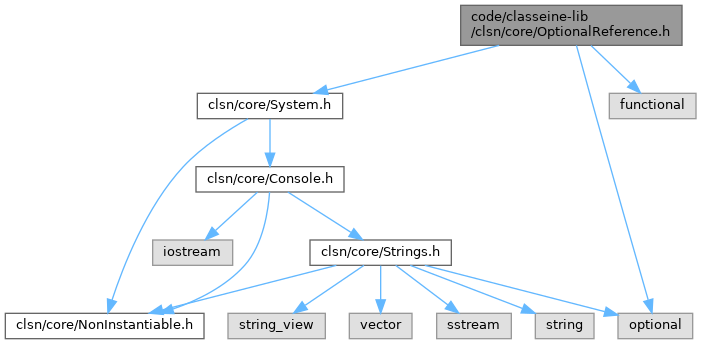 code/classeine-lib
/clsn/core/OptionalReference.h
clsn/core/System.h
functional
clsn/core/Console.h
iostream
clsn/core/Strings.h
clsn/core/NonInstantiable.h
string_view
vector
sstream
string
optional